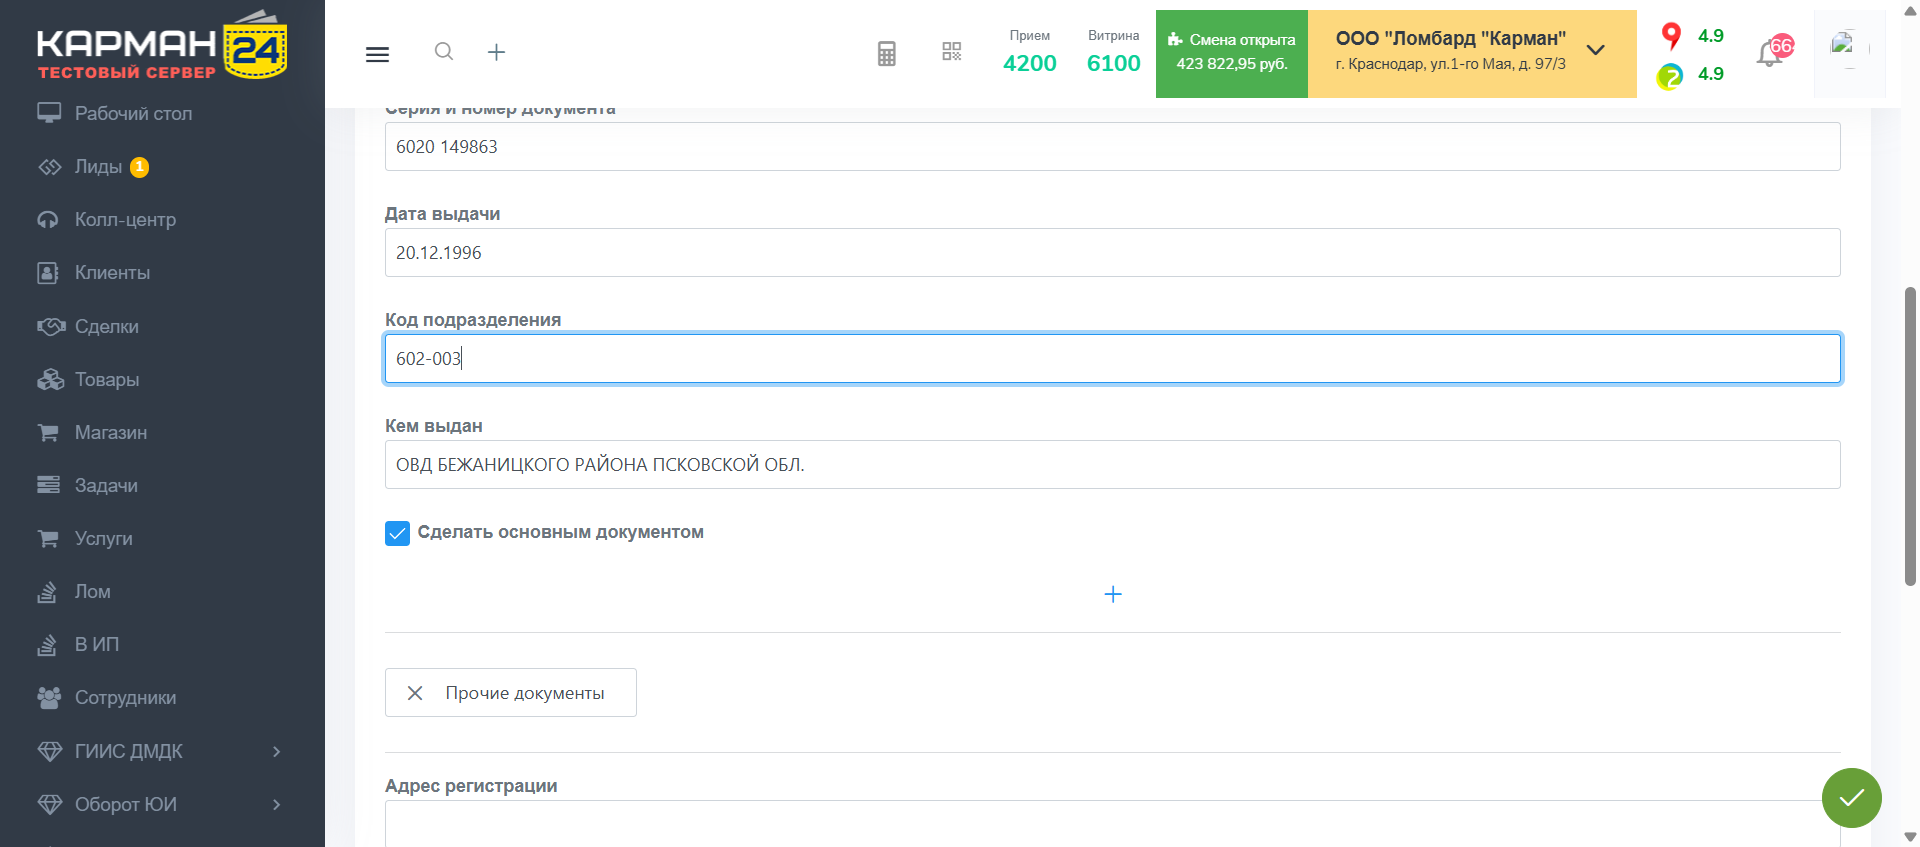 КАРМАН 24
ТЕСТОВЫЙ СЕРВЕР
Рабочий стол
Лиды 1
Колл-центр
Клиенты
Сделки
Товары
Магазин
Задачи
Услуги
Лом
В ИП
Сотрудники
ГИИС ДМДК
Оборот ЮИ
Прием
4200
Витрина
6100
Смена открыта
423 822,95 руб.
ООО "Ломбард "Карман"
г. Краснодар, ул.1-го Мая, д. 97/3
4.9
4.9
Серия и номер документа
6020 149863
Дата выдачи
20.12.1996
Код подразделения
602-003
Кем выдан
ОВД БЕЖАНИЦКОГО РАЙОНА ПСКОВСКОЙ ОБЛ.
Сделать основным документом
Прочие документы
Адрес регистрации